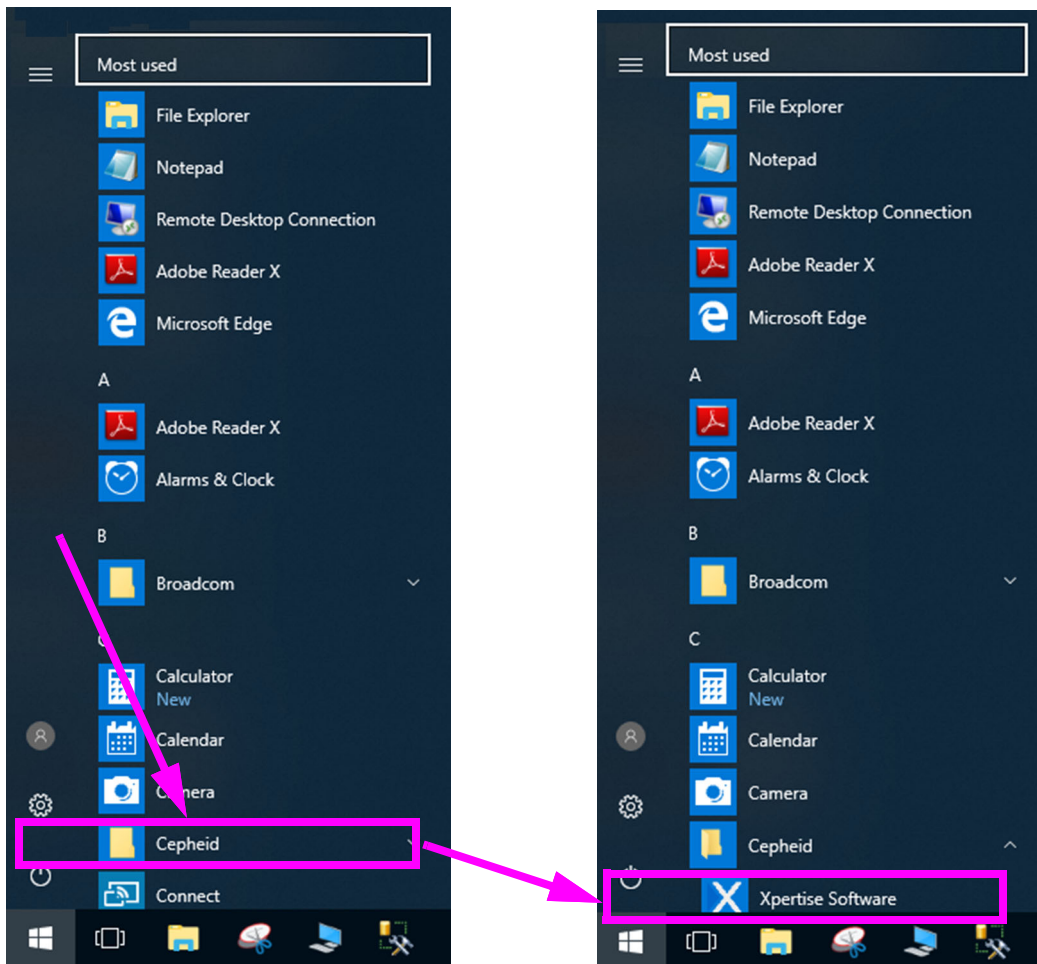 Most used
File Explorer
Notepad
Remote Desktop Connection
Adobe Reader X
Microsoft Edge
A
Adobe Reader X
Alarms & Clock
B
Broadcom
C
Calculator
New
Calendar
Camera
Cepheid
Connect
Most used
File Explorer
Notepad
Remote Desktop Connection
Adobe Reader X
Microsoft Edge
A
Adobe Reader X
Alarms & Clock
B
Broadcom
C
Calculator
New
Calendar
Camera
Cepheid
Xpertise Software